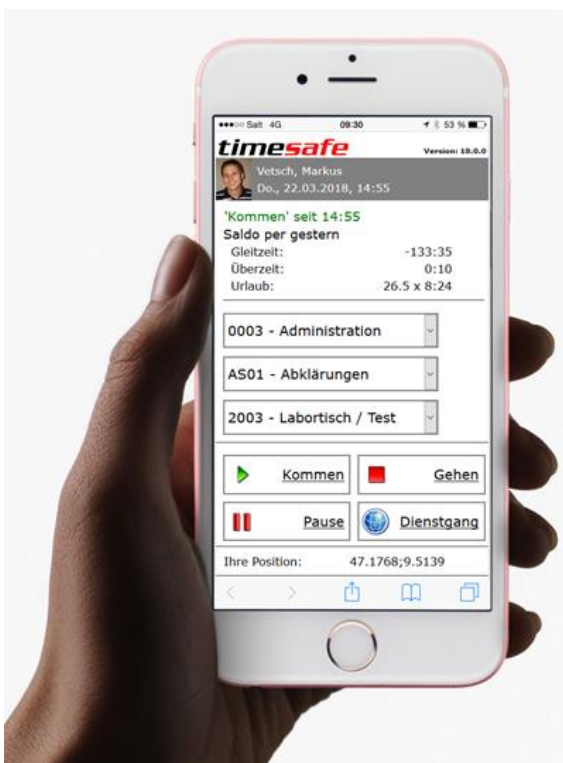 Salt 4G 09:30 53 %
timesafe Version: 18.0.0
Vetsch, Markus
Do., 22.03.2018, 14:55
'Kommen' seit 14:55
Saldo per gestern
Gleitzeit: -133:35
Überzeit: 0:10
Urlaub: 26.5 x 8:24
0003 - Administration
AS01 - Abklärungen
2003 - Labortisch / Test
Kommen Gehen
Pause Dienstgang
Ihre Position: 47.1768;9.5139